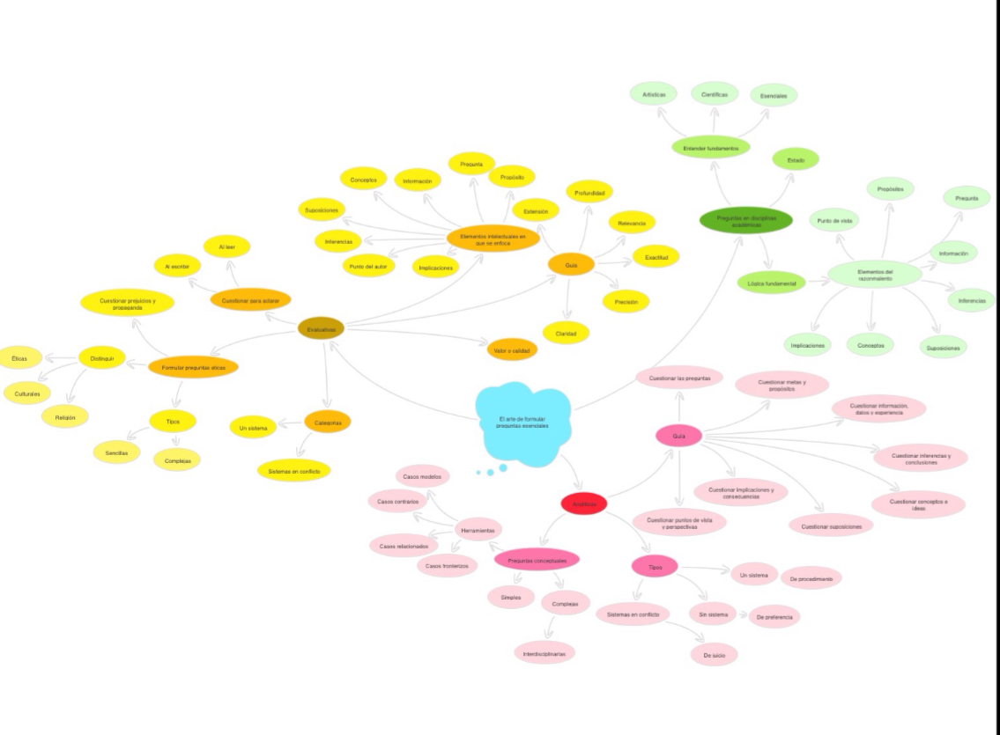 Artísticas
Científicas
Esenciales
Entender fundamentos
Estado
Preguntas en disciplinas
académicas
Lógica fundamental
Propósitos
Pregunta
Punto de vista
Información
Elementos del
razonamiento
Inferencias
Implicaciones
Conceptos
Suposiciones
Pregunta
Propósito
Conceptos
Información
Suposiciones
Extensión
Inferencias
Elementos intelectuales en
que se enfoca
Punto del autor
Implicaciones
Profundidad
Relevancia
Guía
Exactitud
Precisión
Claridad
Al leer
Al escribir
Cuestionar para aclarar
Cuestionar prejuicios y
propaganda
Evaluativas
Valor o calidad
Éticas
Distinguir
Formular preguntas éticas
Culturales
Religión
Tipos
Sencillas
Complejas
Categorías
Un sistema
Sistemas en conflicto
El arte de formular
preguntas esenciales
Cuestionar las preguntas
Cuestionar metas y
propósitos
Cuestionar información,
datos y experiencia
Guía
Cuestionar inferencias y
conclusiones
Cuestionar implicaciones y
consecuencias
Cuestionar conceptos e
ideas
Cuestionar puntos de vista
y perspectivas
Cuestionar suposiciones
Analíticas
Casos modelos
Casos contrarios
Herramientas
Casos relacionados
Casos fronterizos
Preguntas conceptuales
Simples
Complejas
Interdisciplinarias
Tipos
Un sistema
De procedimiento
Sistemas en conflicto
Sin sistema
De preferencia
De juicio